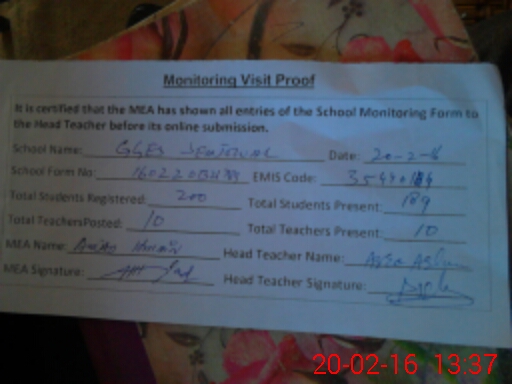 Monitoring Visit Proof
It is certified that the MEA has shown all entries of the School Monitoring Form to
the Head Teacher before its online submission.
School Name: GGES Date: 20-2-16
School Form No: EMIS Code:
Total Students Registered: 200 Total Students Present: 189
Total TeachersPosted: 10 Total Teachers Present: 10
MEA Name: Head Teacher Name:
MEA Signature: Head Teacher Signature:
20-02-16 13:37